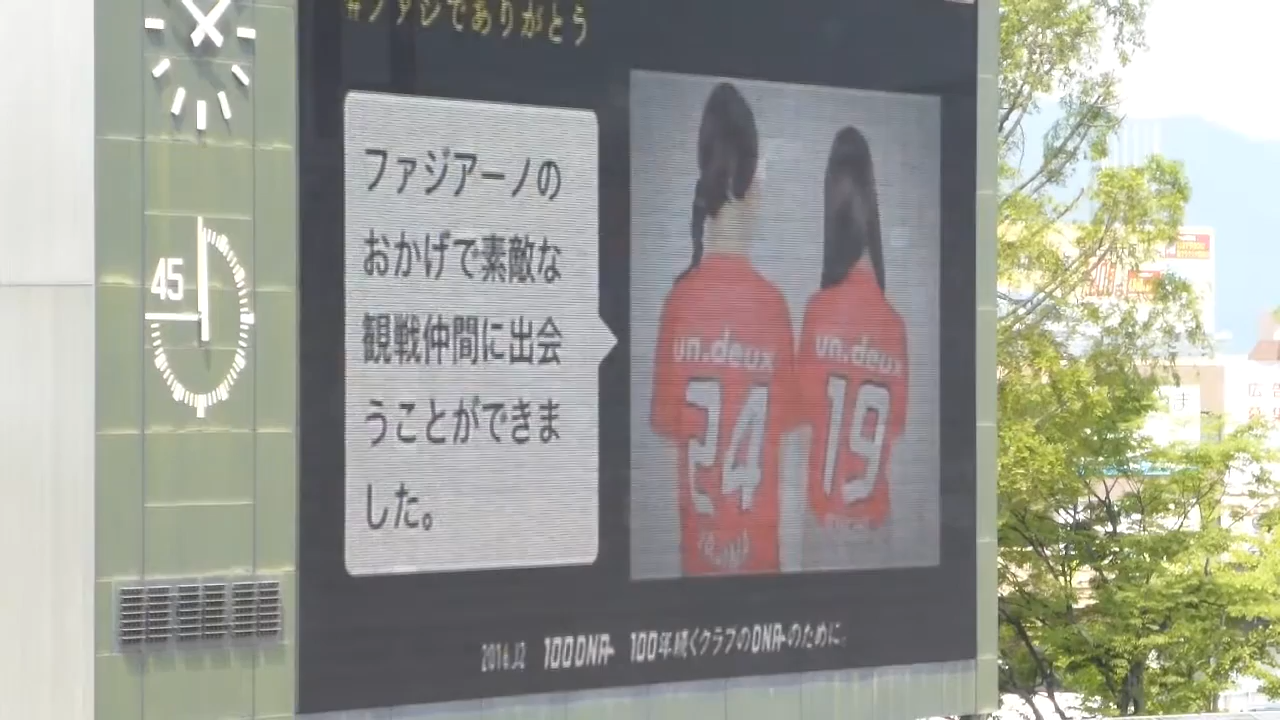 #ファジでありがとう
45
ファジアーノの
おかげで素敵な
観戦仲間に出会
うことができま
した。
un.deux
24
un.deux
19
100DNA+ 100年続くクラブのDNA+のために。